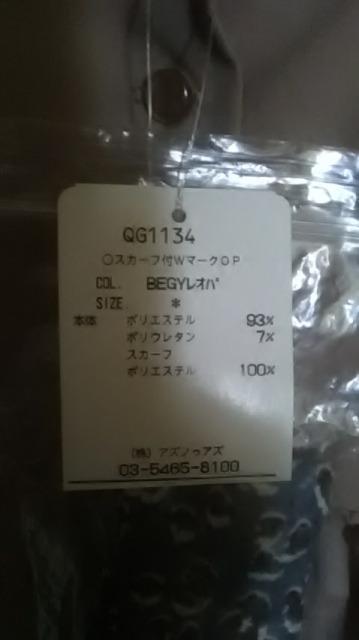 QG1134
○スカーフ付WマークOP
COL. BEGYレオパ
SIZE *
本体 ポリエステル 93%
ポリウレタン 7%
スカーフ
ポリエステル 100%
(株) アズノゥアズ
03-5465-8100